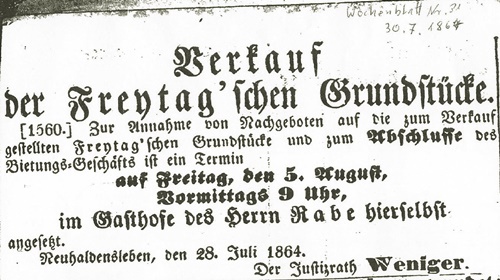 Wochenblatt Nr. 31
30.7.1864
Verkauf
der Freytag'schen Grundstücke.
[1560.] Zur Annahme von Nachgeboten auf die zum Verkauf
gestellten Freytag'schen Grundstücke und zum Abschlusse des
Bietungs-Geschäfts ist ein Termin
auf Freitag, den 5. August,
Vormittags 9 Uhr,
im Gasthofe des Herrn Rabe hierselbst
angesetzt.
Neuhaldensleben, den 28. Juli 1864.
Der Justizrath Weniger.